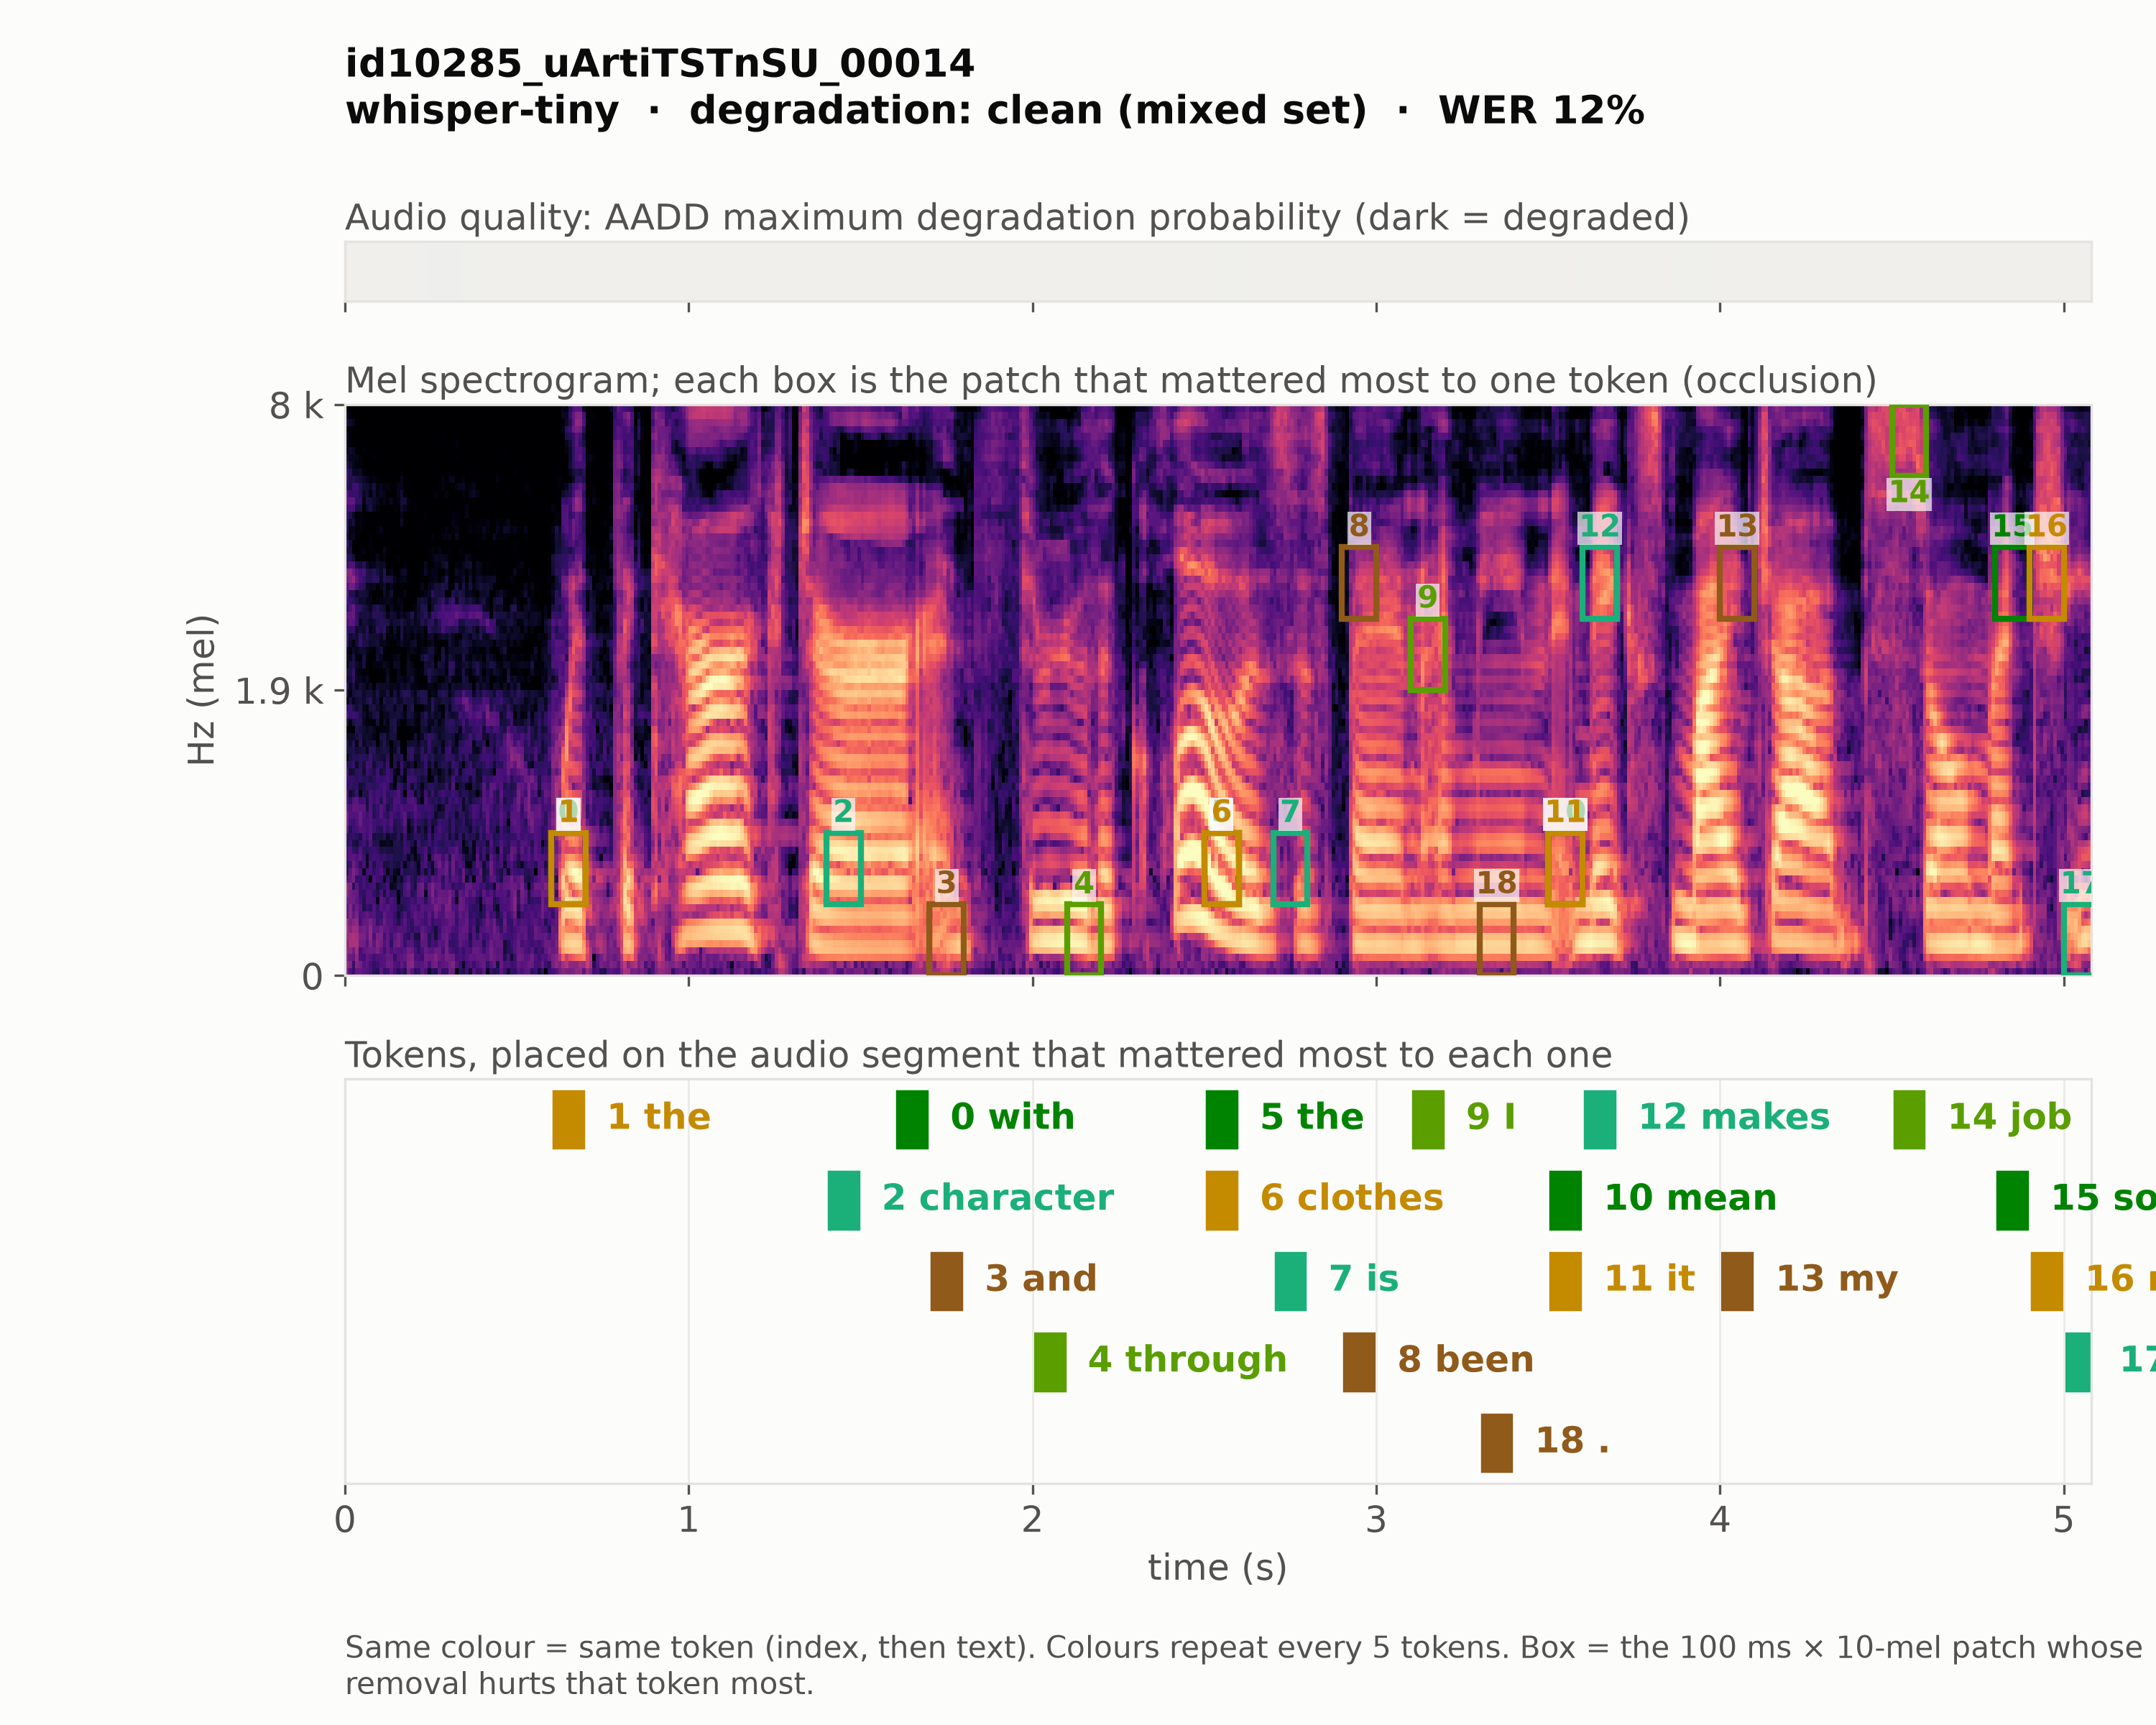 id10285_uArtiTSTnSU_00014
whisper-tiny · degradation: clean (mixed set) · WER 12%
Audio quality: AADD maximum degradation probability (dark = degraded)
Mel spectrogram; each box is the patch that mattered most to one token (occlusion)
8 k
1.9 k
0
Hz (mel)
14
8 12 13 15 16
9
1 2 6 7 11
3 4 18 17
Tokens, placed on the audio segment that mattered most to each one
1 the 0 with 5 the 9 I 12 makes 14 job
2 character 6 clothes 10 mean 15 so
3 and 7 is 11 it 13 my 16
4 through 8 been 17
18 .
0 1 2 3 4 5
time (s)
Same colour = same token (index, then text). Colours repeat every 5 tokens. Box = the 100 ms × 10-mel patch whose
removal hurts that token most.